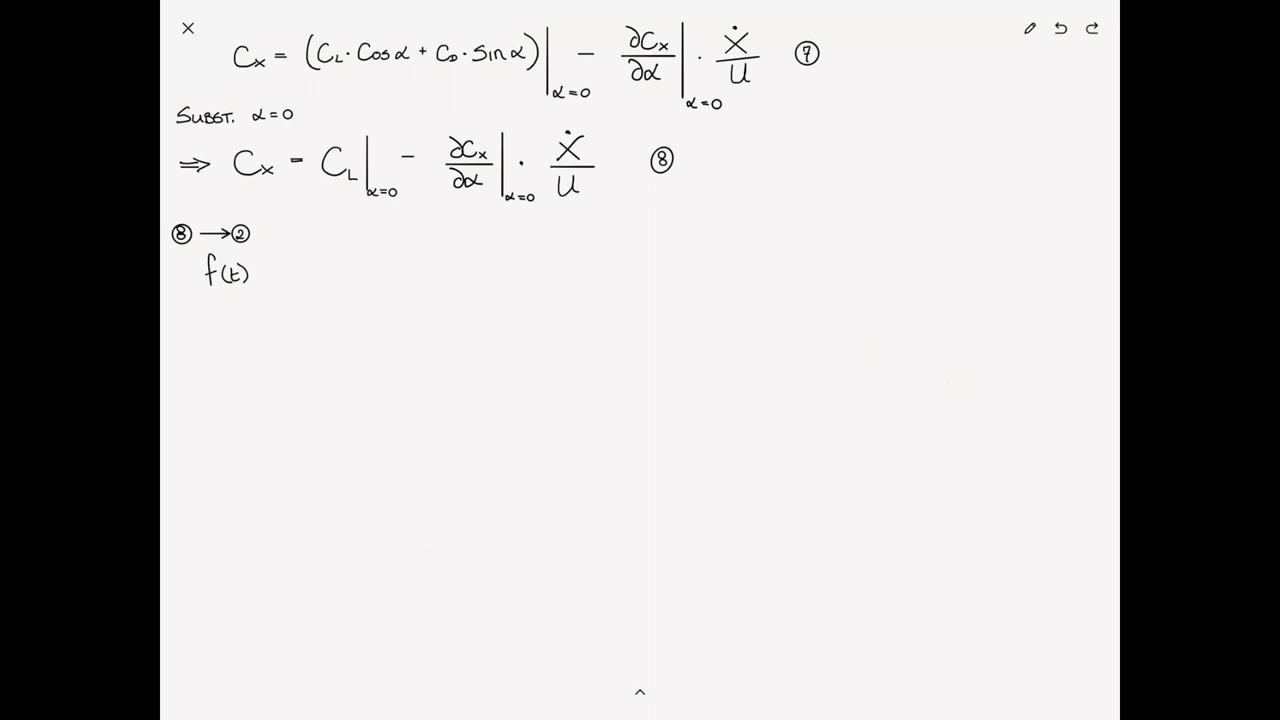 Cx = (CL · Cos α + CD · Sin α)|α=0 − ∂Cx/∂α|α=0 · Ẋ/U ⑦
SUBST. α=0
⇒ Cx = CL|α=0 − ∂Cx/∂α|α=0 · Ẋ/U ⑧
⑧ → ②
f(t)